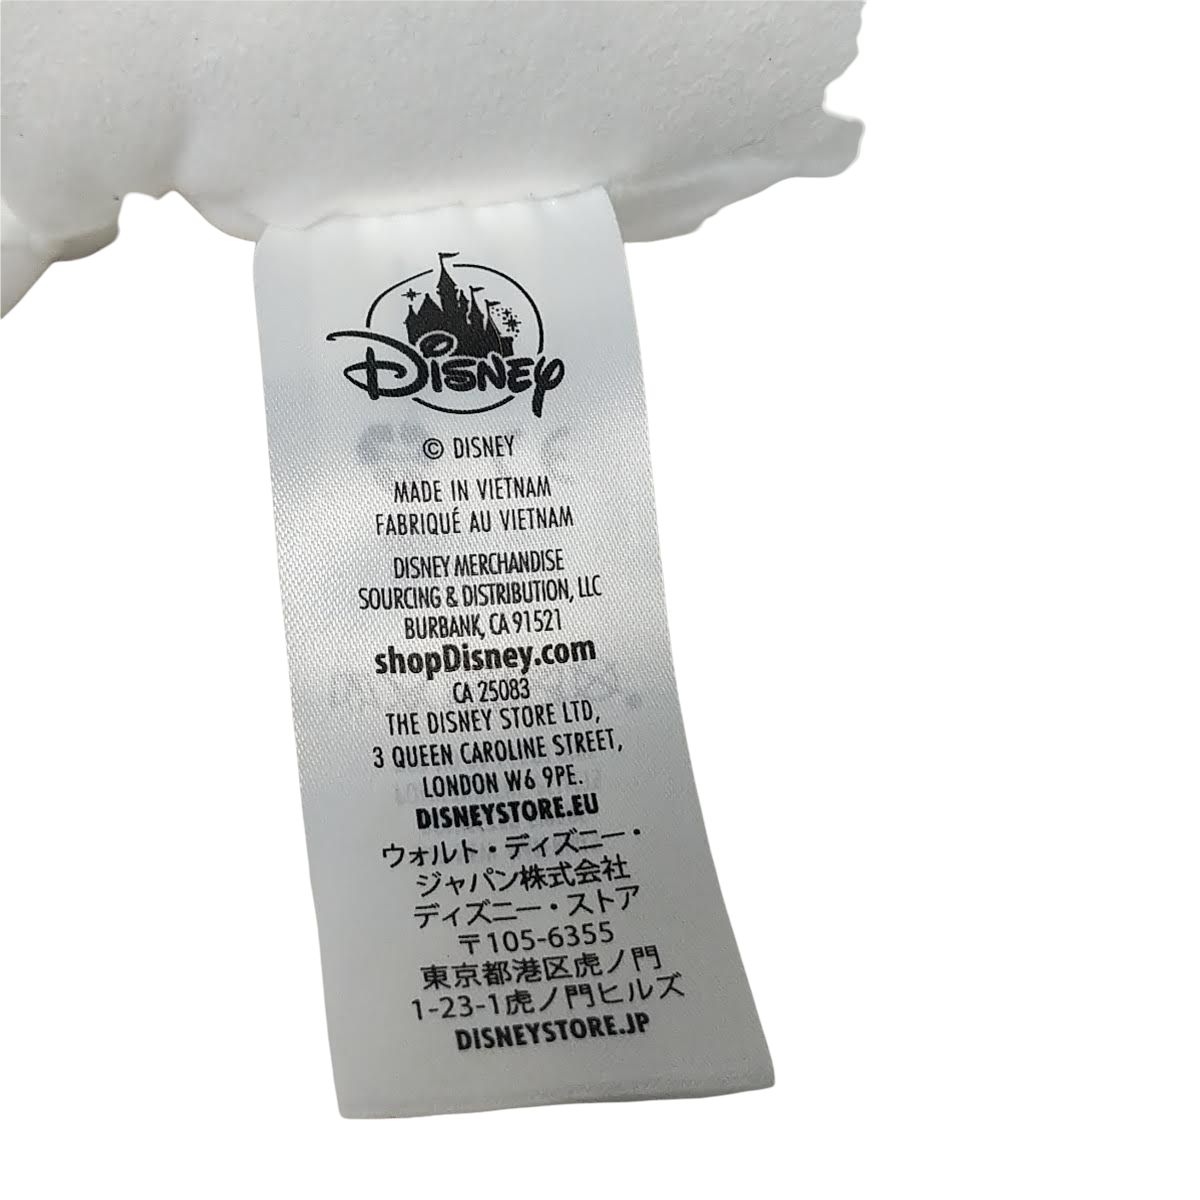 Disney
© DISNEY
MADE IN VIETNAM
FABRIQUÉ AU VIETNAM
DISNEY MERCHANDISE
SOURCING & DISTRIBUTION, LLC
BURBANK, CA 91521
shopDisney.com
CA 25083
THE DISNEY STORE LTD,
3 QUEEN CAROLINE STREET,
LONDON W6 9PE.
DISNEYSTORE.EU
ウォルト・ディズニー・
ジャパン株式会社
ディズニー・ストア
〒105-6355
東京都港区虎ノ門
1-23-1虎ノ門ヒルズ
DISNEYSTORE.JP